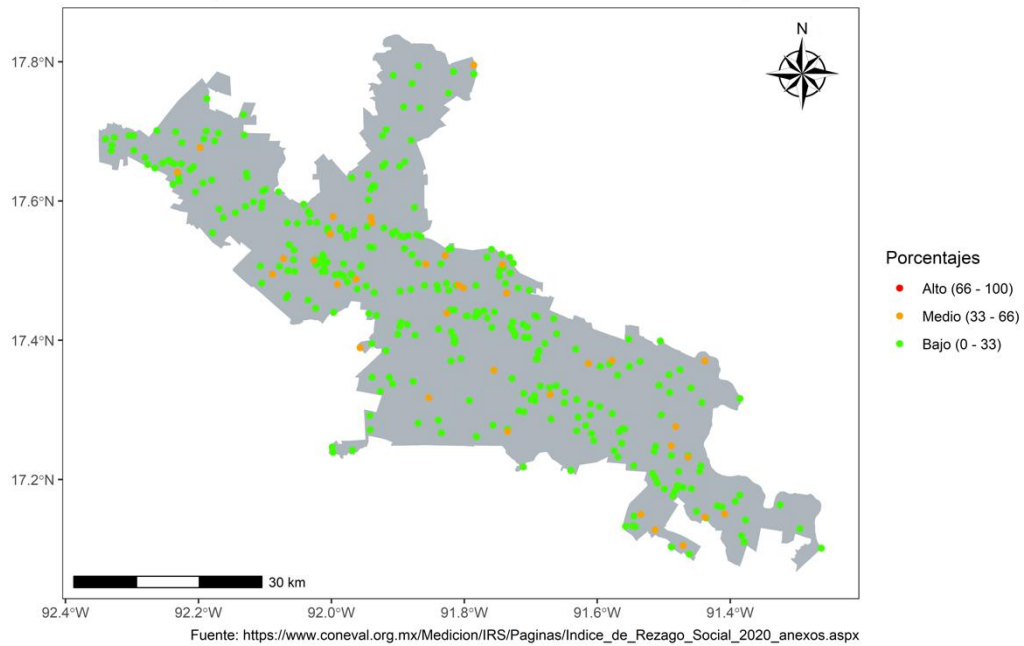 N
17.8°N
17.6°N
17.4°N
17.2°N
Porcentajes
Alto (66 - 100)
Medio (33 - 66)
Bajo (0 - 33)
30 km
92.4°W 92.2°W 92.0°W 91.8°W 91.6°W 91.4°W
Fuente: https://www.coneval.org.mx/Medicion/IRS/Paginas/Indice_de_Rezago_Social_2020_anexos.aspx